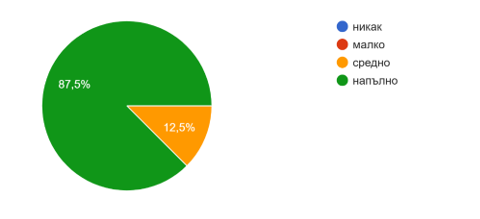 87,5%
12,5%
никак
малко
средно
напълно